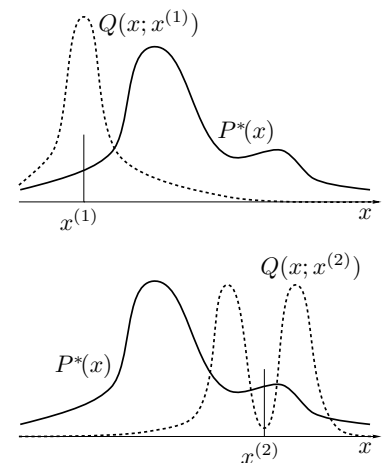 Q(x; x^{(1)})
P^*(x)
x^{(1)}
x
Q(x; x^{(2)})
P^*(x)
x^{(2)}
x